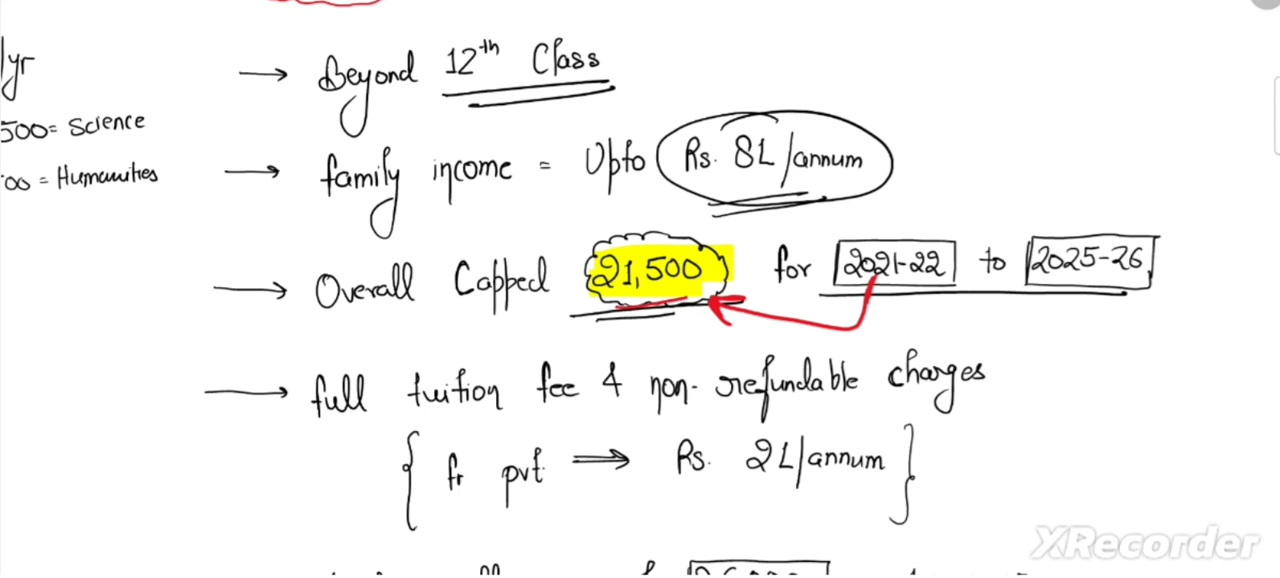 /yr
500= Science
00 = Humanities
→ Beyond 12th Class
→ family income = Upto Rs. 8L/annum
→ Overall Capped 21,500 for 2021-22 to 2025-26
→ full tuition fee & non-refundable charges
{ fr pvt ⟹ Rs. 2L/annum }
XRecorder